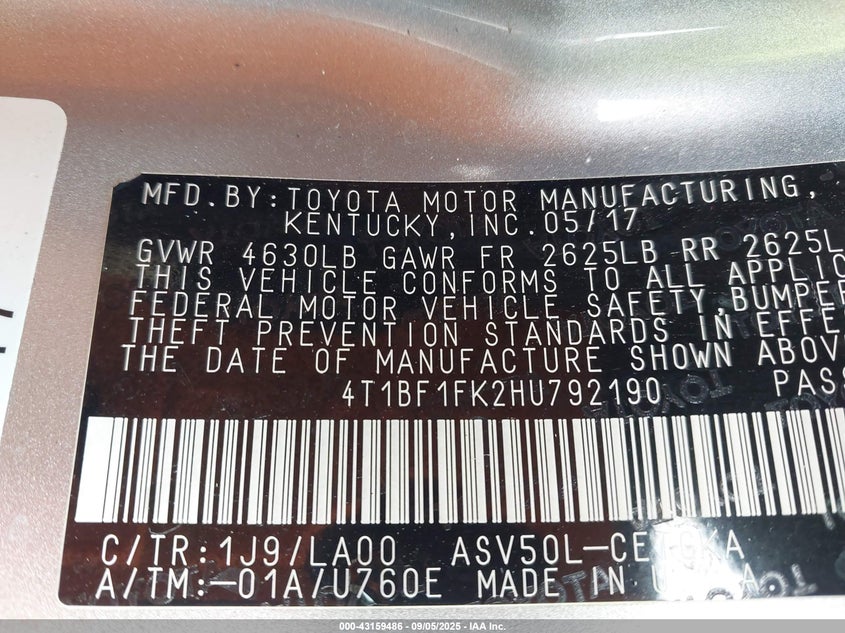 MFD.BY:TOYOTA MOTOR MANUFACTURING,
KENTUCKY,INC.05/17
GVWR 4630LB GAWR FR 2625LB RR 2625L
THIS VEHICLE CONFORMS TO ALL APPLIC
FEDERAL MOTOR VEHICLE SAFETY,BUMPER
THEFT PREVENTION STANDARDS IN EFFE
THE DATE OF MANUFACTURE SHOWN ABOV
4T1BF1FK2HU792190 PASS
C/TR:1J9/LA00 ASV50L-CETGKA
A/TM:-01A/U760E MADE IN U.S.A.
000-43159486 - 09/05/2025 - IAA Inc.